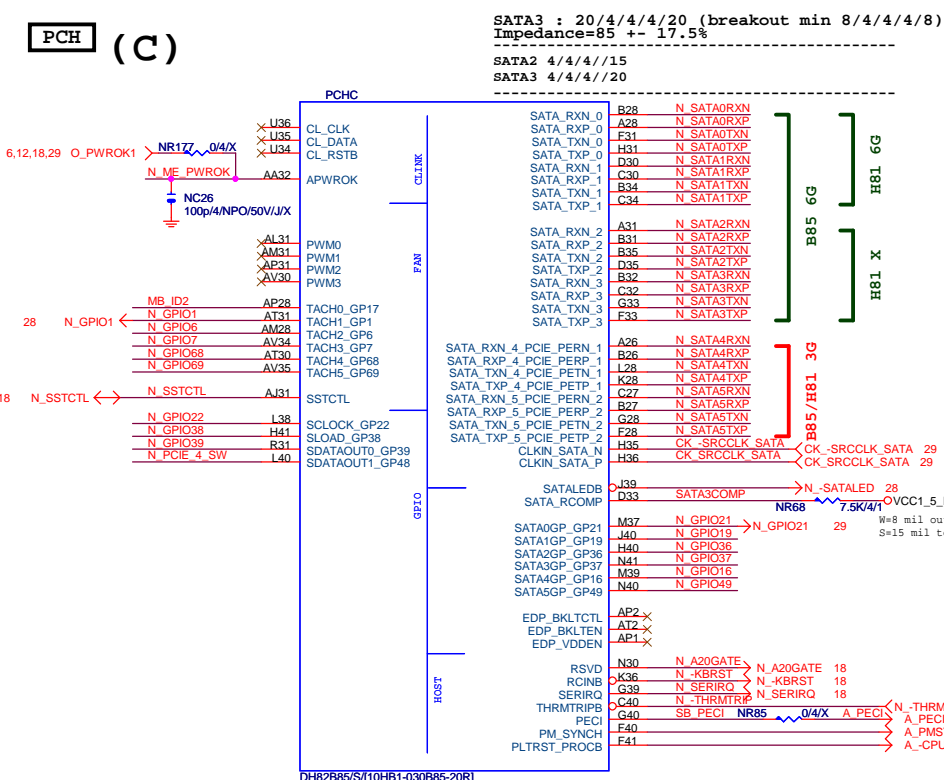 PCH (C)
SATA3 : 20/4/4/4/20 (breakout min 8/4/4/4/8)
Impedance=85 +- 17.5%
SATA2 4/4/4//15
SATA3 4/4/4//20
PCHC
U36 CL_CLK
U35 CL_DATA
U34 CL_RSTB
6,12,18,29 O_PWROK1 NR177 0/4/X
N_ME_PWROK AA32 APWROK
NC26
100p/4/NPO/50V/J/X
CLINK
AL31 PWM0
AM31 PWM1
AP31 PWM2
AV30 PWM3
FAN
MB_ID2 AP28 TACH0_GP17
28 N_GPIO1 N_GPIO1 AT31 TACH1_GP1
N_GPIO6 AM28 TACH2_GP6
N_GPIO7 AV34 TACH3_GP7
N_GPIO68 AT30 TACH4_GP68
N_GPIO69 AV35 TACH5_GP69
18 N_SSTCTL N_SSTCTL AJ31 SSTCTL
N_GPIO22 L38 SCLOCK_GP22
N_GPIO38 H41 SLOAD_GP38
N_GPIO39 R31 SDATAOUT0_GP39
N_PCIE_4_SW L40 SDATAOUT1_GP48
GPIO
HOST
SATA_RXN_0 B28 N_SATA0RXN
SATA_RXP_0 A28 N_SATA0RXP
SATA_TXN_0 F31 N_SATA0TXN
SATA_TXP_0 H31 N_SATA0TXP
SATA_RXN_1 D30 N_SATA1RXN
SATA_RXP_1 C30 N_SATA1RXP
SATA_TXN_1 B34 N_SATA1TXN
SATA_TXP_1 C34 N_SATA1TXP
SATA_RXN_2 A31 N_SATA2RXN
SATA_RXP_2 B31 N_SATA2RXP
SATA_TXN_2 B35 N_SATA2TXN
SATA_TXP_2 D35 N_SATA2TXP
SATA_RXN_3 B32 N_SATA3RXN
SATA_RXP_3 C32 N_SATA3RXP
SATA_TXN_3 G33 N_SATA3TXN
SATA_TXP_3 F33 N_SATA3TXP
B85 6G
H81 6G
H81 X
SATA_RXN_4_PCIE_PERN_1 A26 N_SATA4RXN
SATA_RXP_4_PCIE_PERP_1 B26 N_SATA4RXP
SATA_TXN_4_PCIE_PETN_1 L28 N_SATA4TXN
SATA_TXP_4_PCIE_PETP_1 K28 N_SATA4TXP
SATA_RXN_5_PCIE_PERN_2 C27 N_SATA5RXN
SATA_RXP_5_PCIE_PERP_2 B27 N_SATA5RXP
SATA_TXN_5_PCIE_PETN_2 G28 N_SATA5TXN
SATA_TXP_5_PCIE_PETP_2 F28 N_SATA5TXP
B85/H81 3G
CLKIN_SATA_N H35 CK_-SRCCLK_SATA CK_-SRCCLK_SATA 29
CLKIN_SATA_P H36 CK_SRCCLK_SATA CK_SRCCLK_SATA 29
SATALEDB J39 N_-SATALED 28
SATA_RCOMP D33 SATA3COMP NR68 7.5K/4/1 VCC1_5_
W=8 mil ou
S=15 mil t
SATA0GP_GP21 M37 N_GPIO21 N_GPIO21 29
SATA1GP_GP19 J40 N_GPIO19
SATA2GP_GP36 H40 N_GPIO36
SATA3GP_GP37 N41 N_GPIO37
SATA4GP_GP16 M39 N_GPIO16
SATA5GP_GP49 N40 N_GPIO49
EDP_BKLTCTL AP2
EDP_BKLTEN AT2
EDP_VDDEN AP1
RSVD N30 N_A20GATE N_A20GATE 18
RCINB K36 N_-KBRST N_-KBRST 18
SERIRQ G39 N_SERIRQ N_SERIRQ 18
THRMTRIPB C40 N_-THRMTRIP N_-THRM
PECI G40 SB_PECI NR85 0/4/X A_PECI A_PECI
PM_SYNCH F40 A_PMS
PLTRST_PROCB F41 A_-CPU
DH82B85/S/[10HB1-030B85-20R]